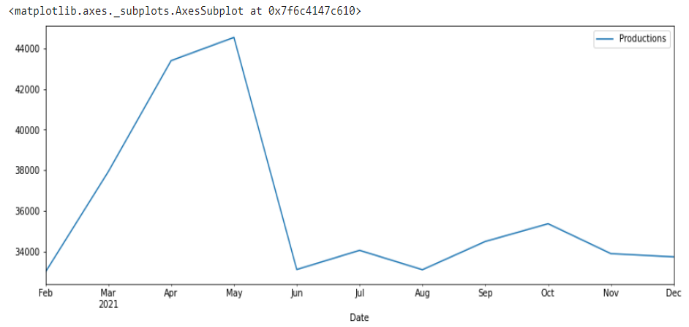 <matplotlib.axes._subplots.AxesSubplot at 0x7f6c4147c610>
Productions
44000
42000
40000
38000
36000
34000
Feb Mar Apr May Jun Jul Aug Sep Oct Nov Dec
2021
Date